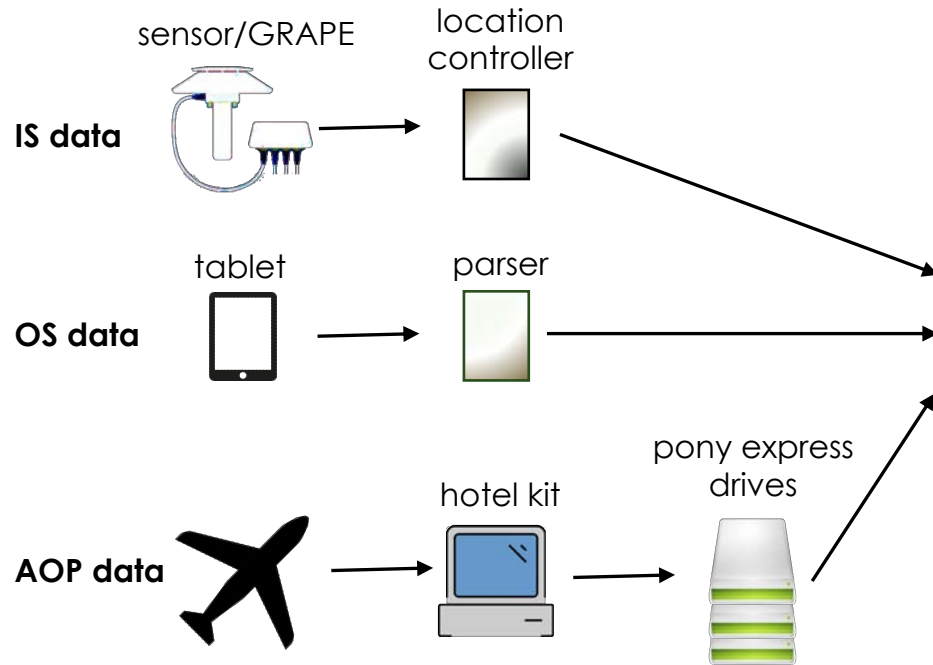 sensor/GRAPE
location
controller
IS data
tablet
parser
OS data
pony express
drives
hotel kit
AOP data